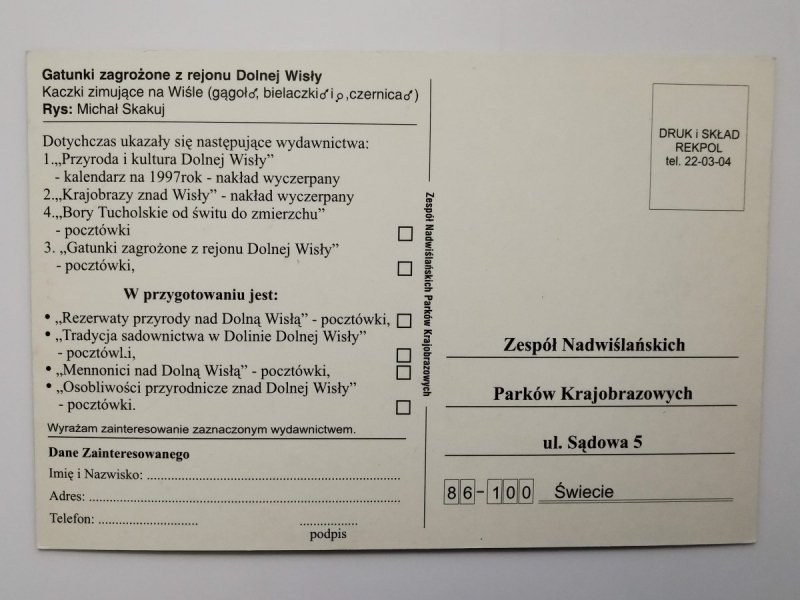 Gatunki zagrożone z rejonu Dolnej Wisły
Kaczki zimujące na Wiśle (gągoł♂, bielaczki♂ i ♀, czernica♂)
Rys: Michał Skakuj
Dotychczas ukazały się następujące wydawnictwa:
1.„Przyroda i kultura Dolnej Wisły”
- kalendarz na 1997rok - nakład wyczerpany
2.„Krajobrazy znad Wisły” - nakład wyczerpany
4.„Bory Tucholskie od świtu do zmierzchu”
- pocztówki
3. „Gatunki zagrożone z rejonu Dolnej Wisły”
- pocztówki,
W przygotowaniu jest:
• „Rezerwaty przyrody nad Dolną Wisłą” - pocztówki,
• „Tradycja sadownictwa w Dolinie Dolnej Wisły”
- pocztówl.i,
• „Mennonici nad Dolną Wisłą” - pocztówki,
• „Osobliwości przyrodnicze znad Dolnej Wisły”
- pocztówki.
Wyrażam zainteresowanie zaznaczonym wydawnictwem.
Dane Zainteresowanego
Imię i Nazwisko:
Adres:
Telefon:
podpis
Zespół Nadwiślańskich Parków Krajobrazowych
DRUK i SKŁAD
REKPOL
tel. 22-03-04
Zespół Nadwiślańskich
Parków Krajobrazowych
ul. Sądowa 5
86-100 Świecie